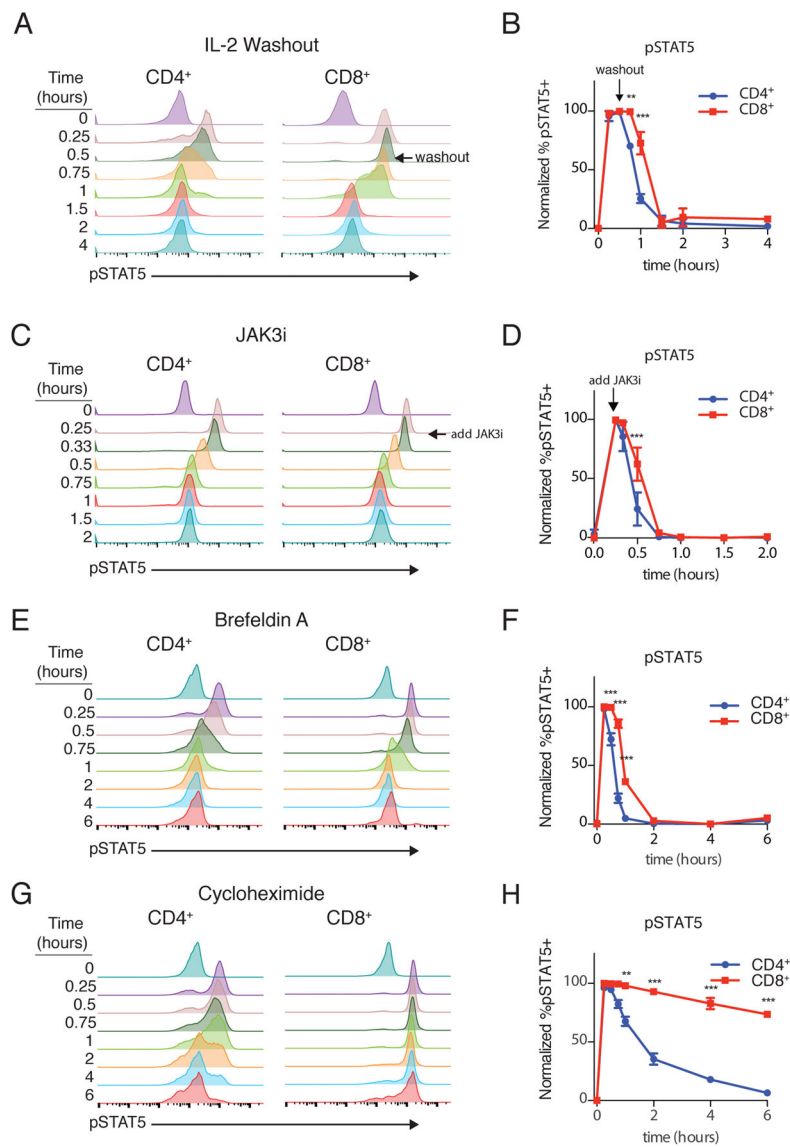 A
IL-2 Washout
Time
(hours)
CD4+
CD8+
0
0.25
0.5
0.75
1
1.5
2
4
washout
pSTAT5
B
pSTAT5
washout
**
***
CD4+
CD8+
Normalized % pSTAT5+
100
50
0
0
1
2
3
4
time (hours)
C
JAK3i
Time
(hours)
CD4+
CD8+
0
0.25
0.33
0.5
0.75
1
1.5
2
add JAK3i
pSTAT5
D
pSTAT5
add JAK3i
***
CD4+
CD8+
Normalized %pSTAT5+
100
50
0
0.0
0.5
1.0
1.5
2.0
time (hours)
E
Brefeldin A
Time
(hours)
CD4+
CD8+
0
0.25
0.5
0.75
1
2
4
6
pSTAT5
F
pSTAT5
***
***
***
CD4+
CD8+
Normalized %pSTAT5+
100
50
0
0
2
4
6
time (hours)
G
Cycloheximide
Time
(hours)
CD4+
CD8+
0
0.25
0.5
0.75
1
2
4
6
pSTAT5
H
pSTAT5
**
***
***
***
CD4+
CD8+
Normalized %pSTAT5+
100
50
0
0
2
4
6
time (hours)